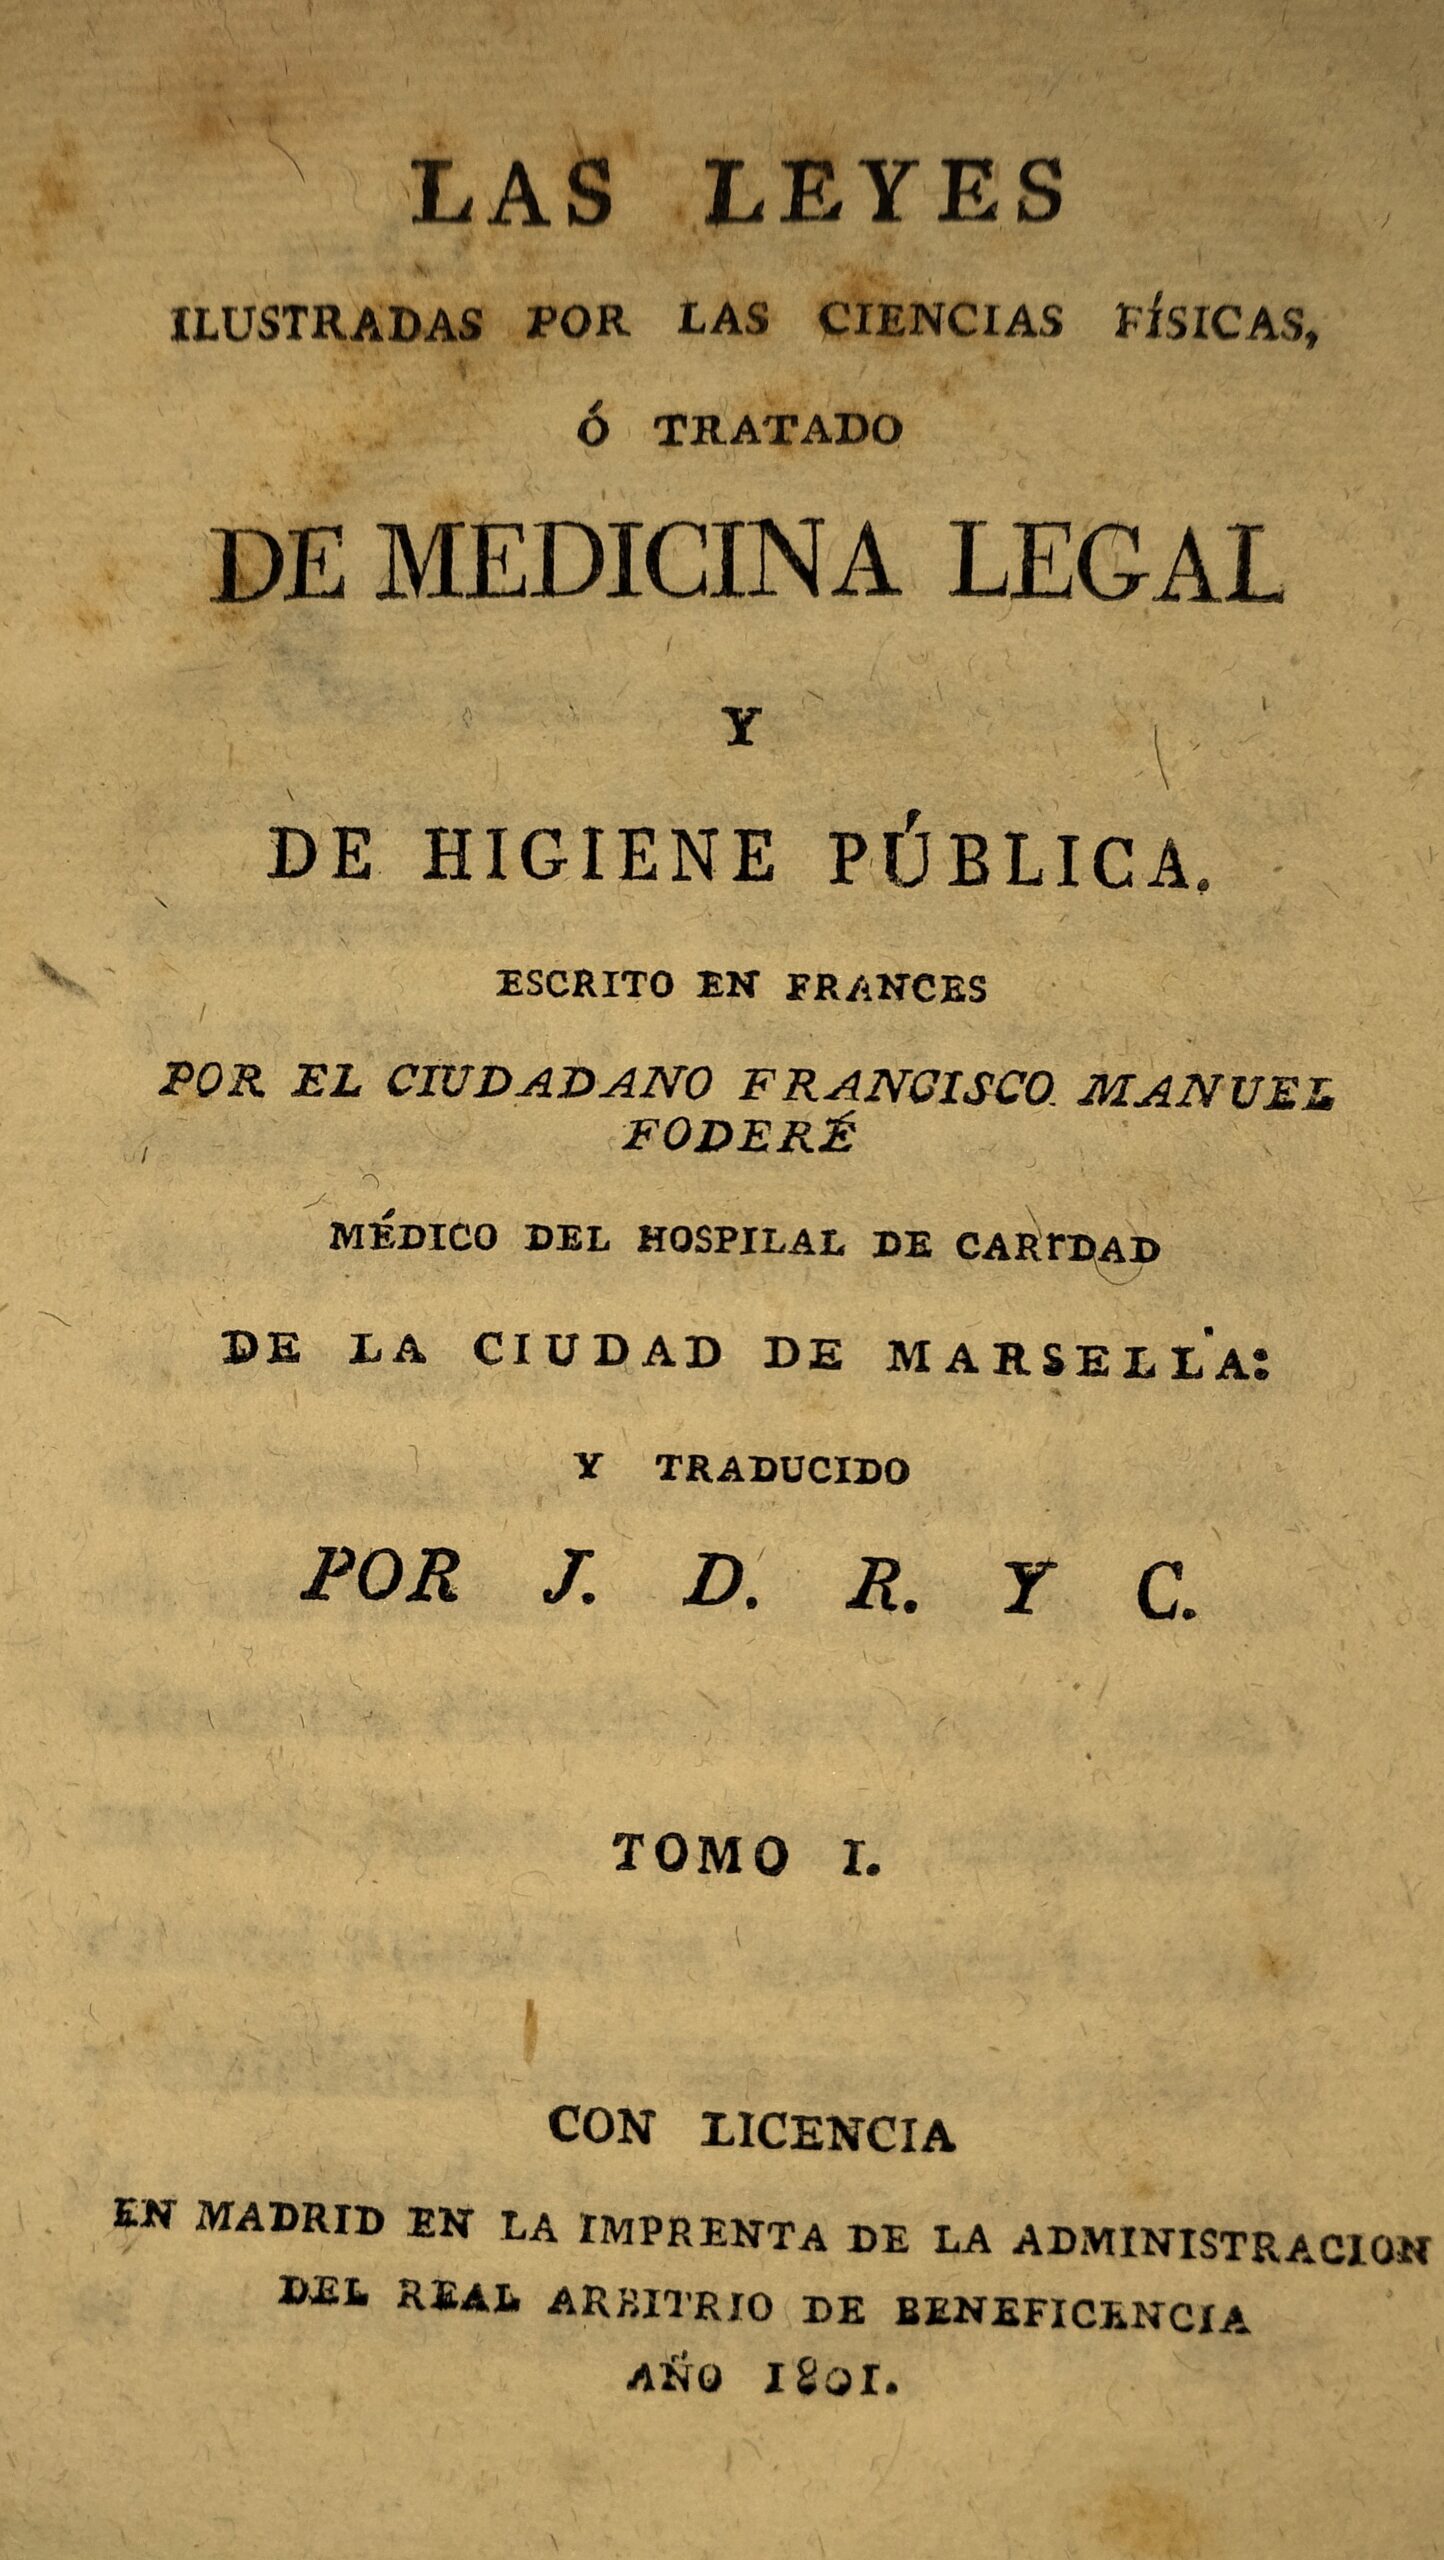 LAS LEYES
ILUSTRADAS POR LAS CIENCIAS FÍSICAS,
Ó TRATADO
DE MEDICINA LEGAL
Y
DE HIGIENE PÚBLICA.
ESCRITO EN FRANCES
POR EL CIUDADANO FRANCISCO MANUEL
FODERÉ
MÉDICO DEL HOSPILAL DE CARIDAD
DE LA CIUDAD DE MARSELLA:
Y TRADUCIDO
POR J. D. R. Y C.
TOMO I.
CON LICENCIA
EN MADRID EN LA IMPRENTA DE LA ADMINISTRACION
DEL REAL ARBITRIO DE BENEFICENCIA
AÑO 1801.